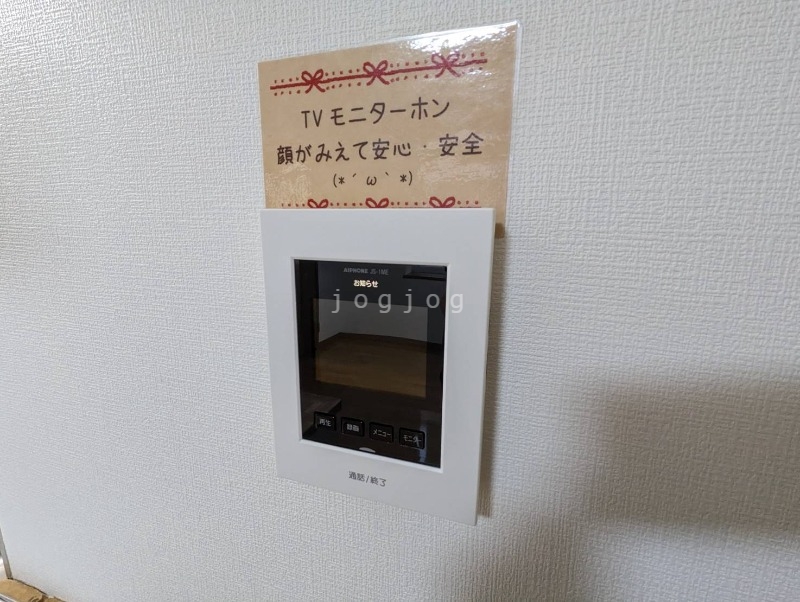 TVモニターホン
顔がみえて安心・安全
(*´ω`*)
AIPHONE JG-1ME
お知らせ
jogjog
再生 録画 メニュー モニター
通話/終了